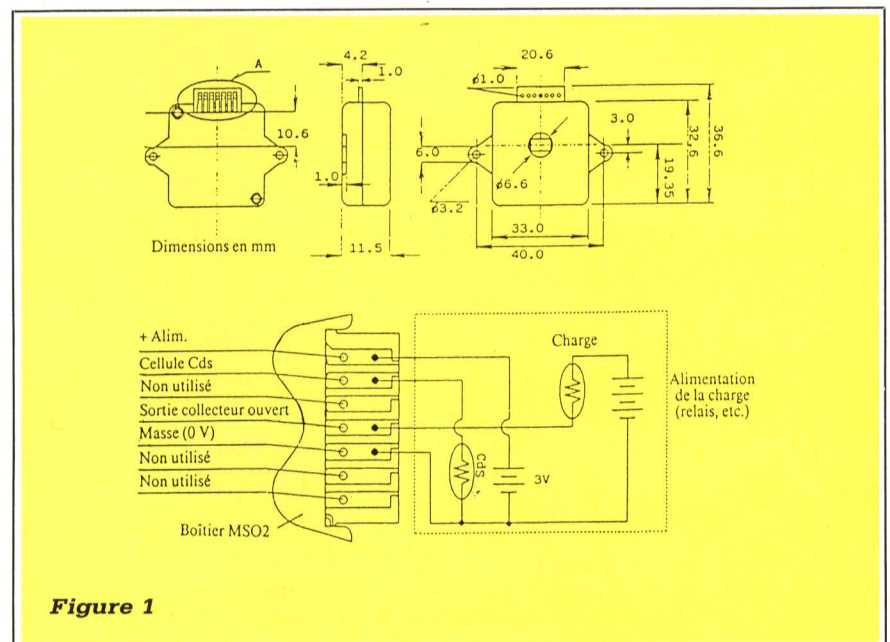 A
10.6
Dimensions en mm
4.2
1.0
1.0
11.5
20.6
ø1.0
6.0
ø3.2
ø6.6
3.0
19.35
32.6
36.6
33.0
40.0
+ Alim.
Cellule Cds
Non utilisé
Sortie collecteur ouvert
Masse (0 V)
Non utilisé
Non utilisé
Boîtier MSO2
Cds
3V
Charge
Alimentation
de la charge
(relais, etc.)
Figure 1